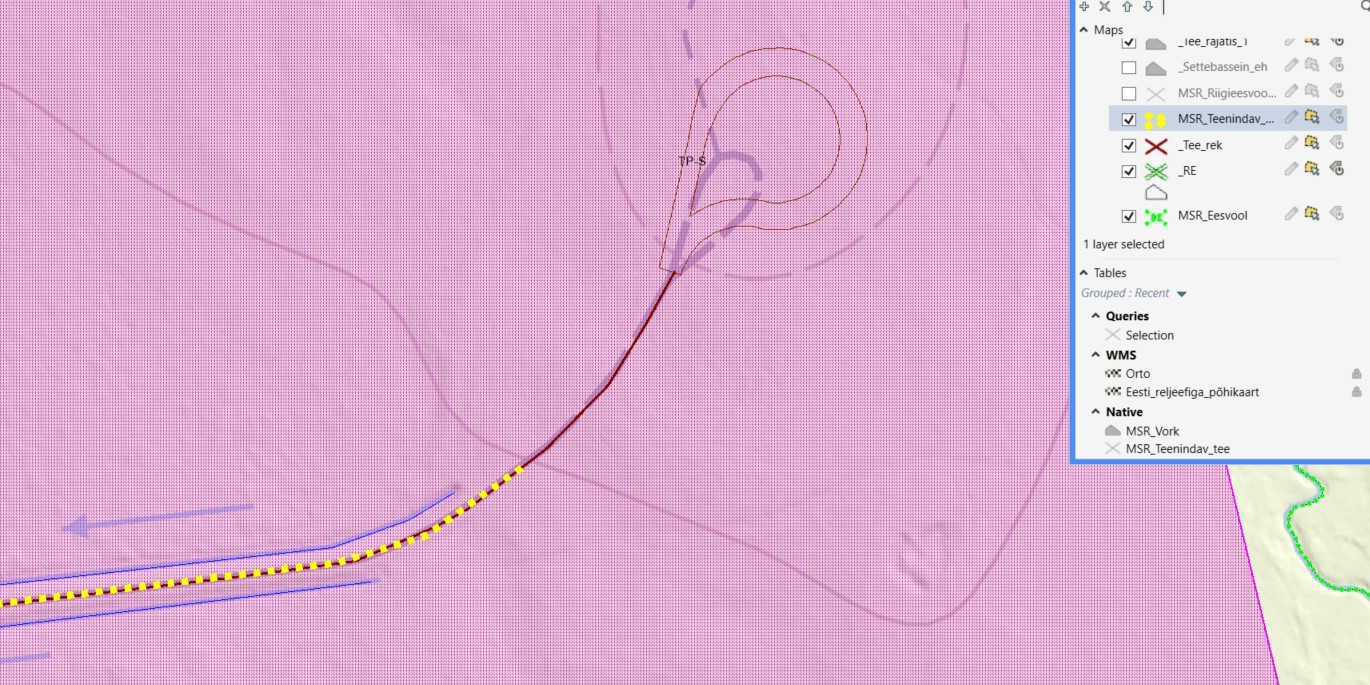 Maps
_Tee_rajatis_1
_Settebassein_eh
MSR_Riigieesvoo...
MSR_Teenindav_...
_Tee_rek
_RE
MSR_Eesvool
1 layer selected
Tables
Grouped : Recent
Queries
Selection
WMS
Orto
Eesti_reljeefiga_põhikaart
Native
MSR_Vork
MSR_Teenindav_tee
TP-S